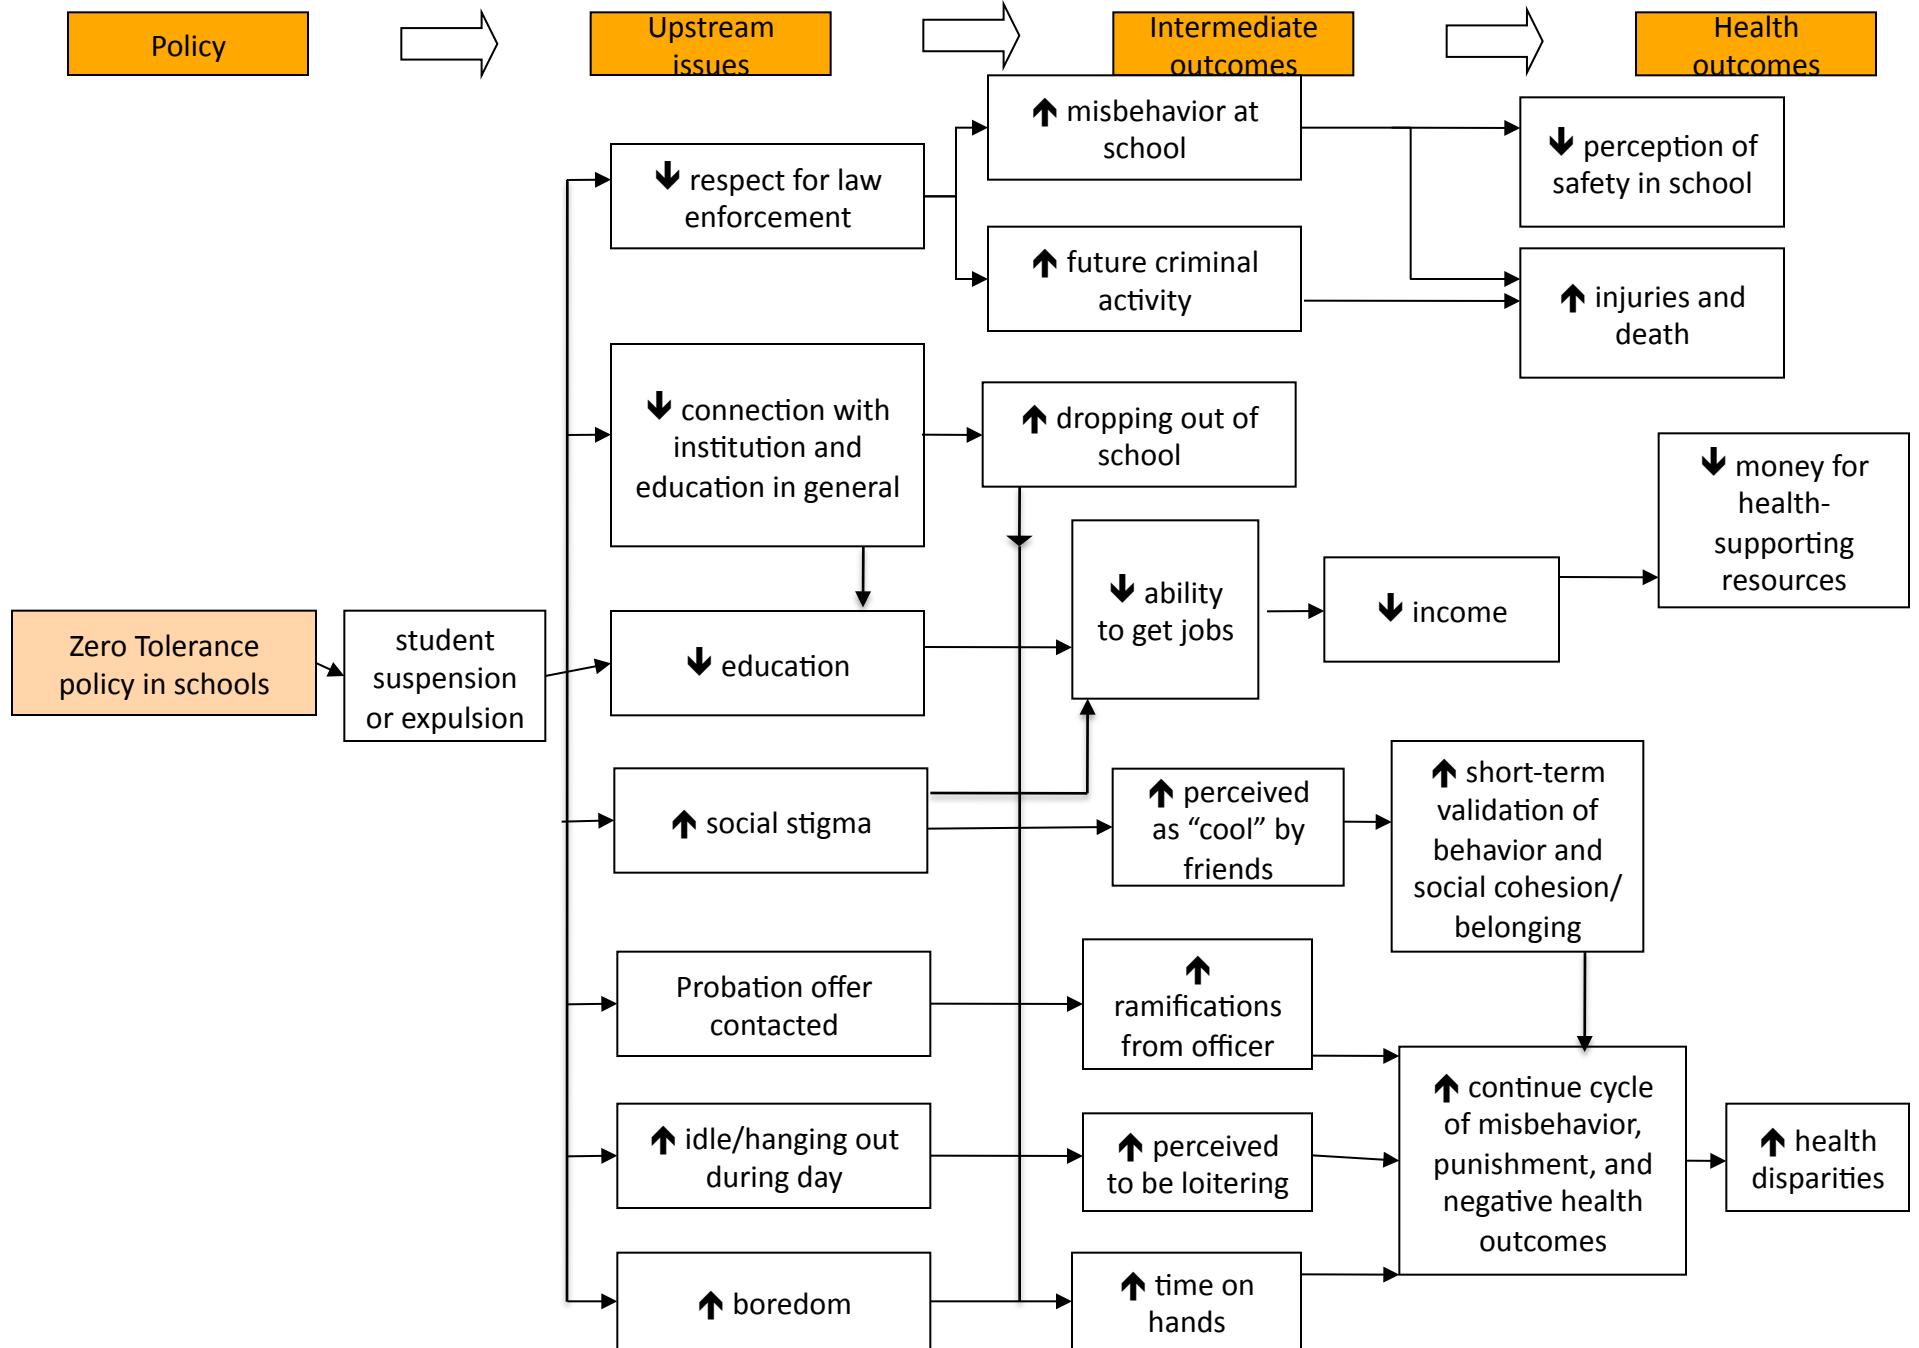 Policy
Upstream
issues
Intermediate
outcomes
Health
outcomes
↑ misbehavior at
school
↓ perception of
safety in school
↓ respect for law
enforcement
↑ future criminal
activity
↑ injuries and
death
↓ connection with
institution and
education in general
↑ dropping out of
school
↓ money for
health-
supporting
resources
↓ ability
to get jobs
↓ income
Zero Tolerance
policy in schools
student
suspension
or expulsion
↓ education
↑ social stigma
↑ perceived
as “cool” by
friends
↑ short-term
validation of
behavior and
social cohesion/
belonging
Probation offer
contacted
↑
ramifications
from officer
↑ continue cycle
of misbehavior,
punishment, and
negative health
outcomes
↑ health
disparities
↑ idle/hanging out
during day
↑ perceived
to be loitering
↑ boredom
↑ time on
hands